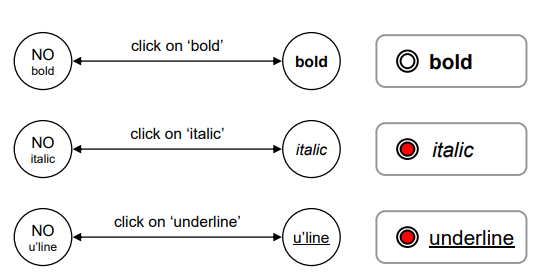 NO
bold
click on ‘bold’
bold
bold
NO
italic
click on ‘italic’
italic
italic
NO
u’line
click on ‘underline’
u’line
underline